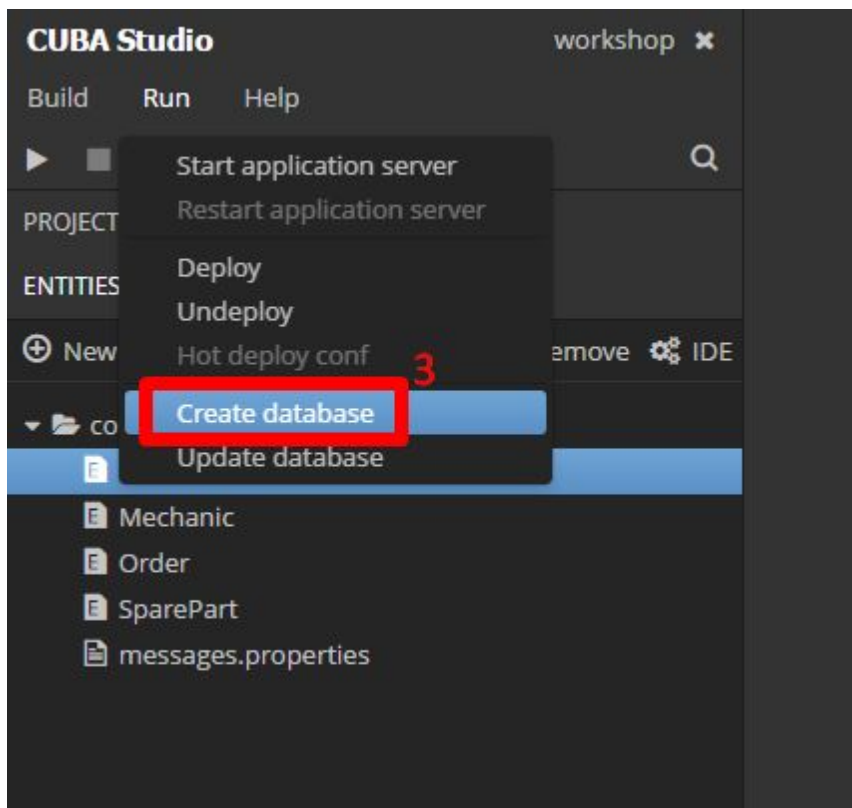 CUBA Studio workshop ✖
Build Run Help
Start application server
Restart application server
PROJECT
Deploy
ENTITIES
Undeploy
New Hot deploy conf 3 emove IDE
Create database
co
Update database
E
E Mechanic
E Order
E SparePart
messages.properties